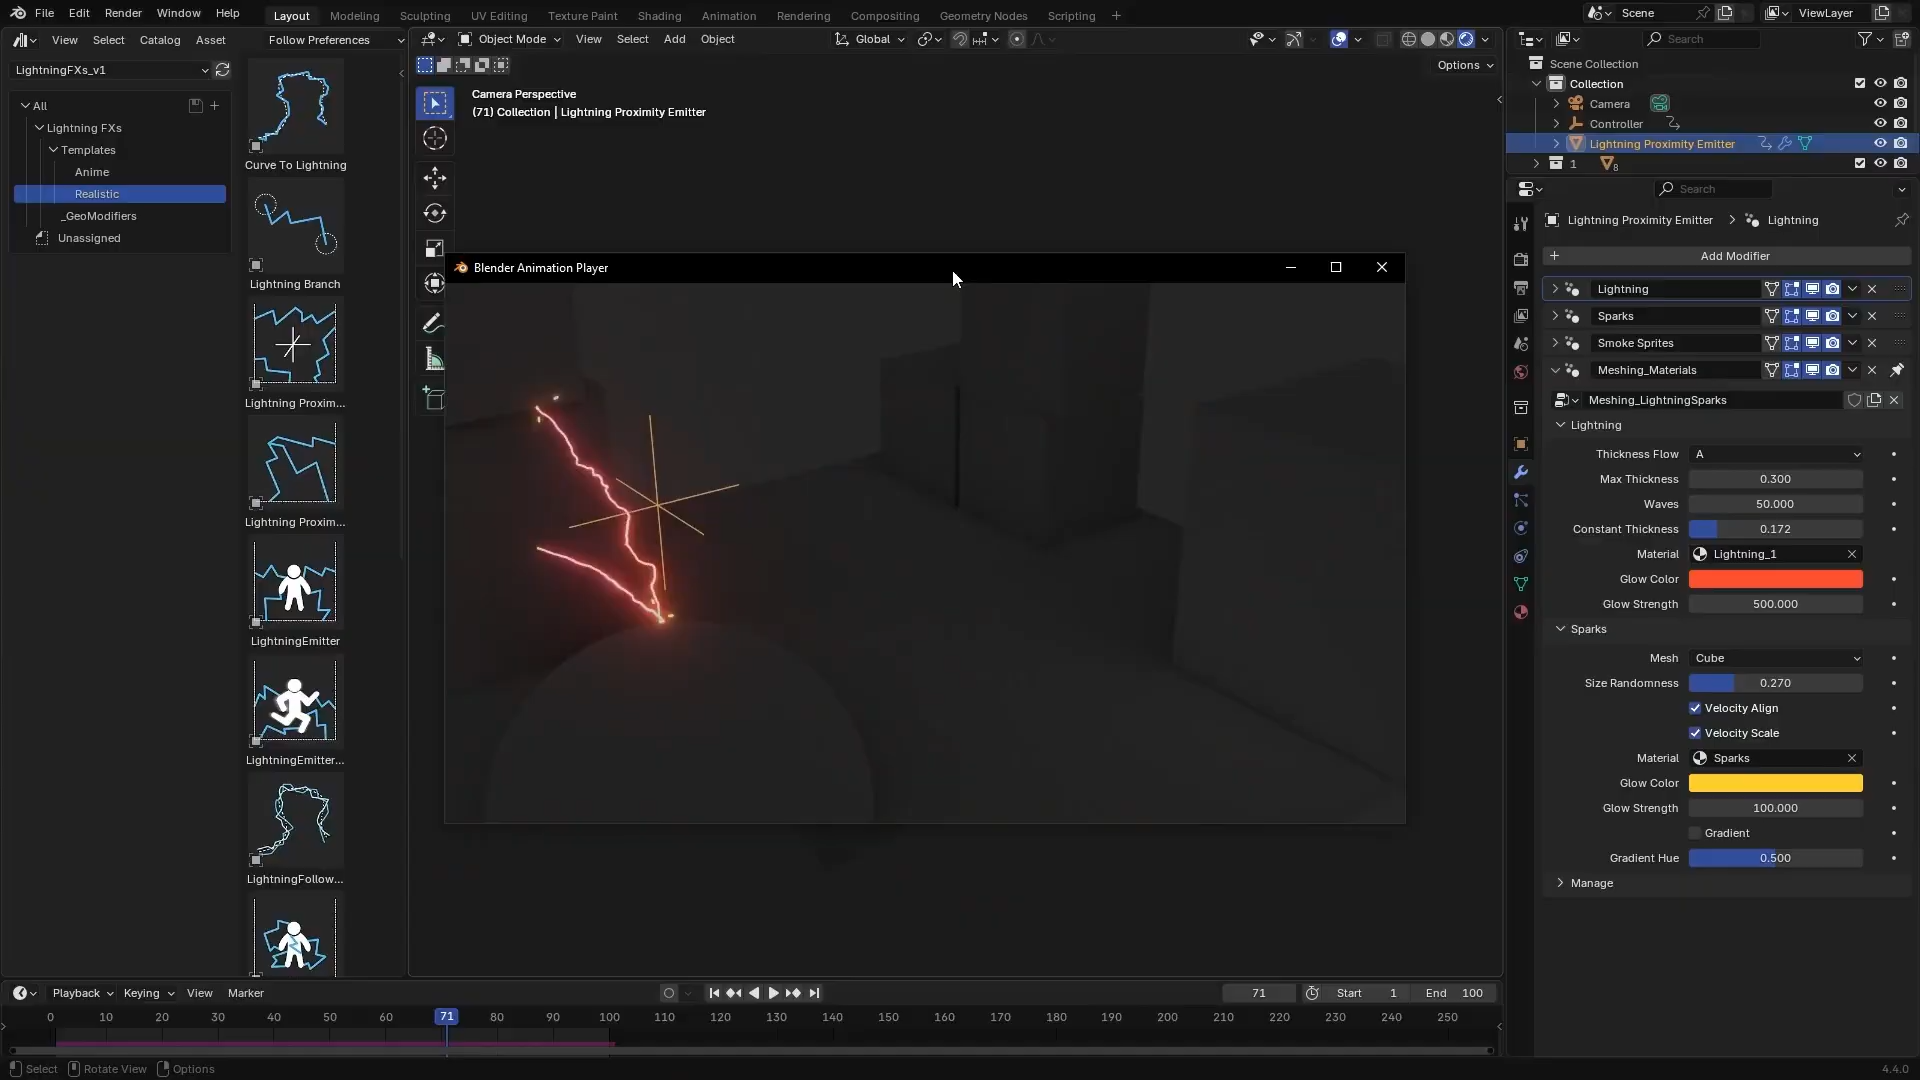 File Edit Render Window Help
Layout Modeling Sculpting UV Editing Texture Paint Shading Animation Rendering Compositing Geometry Nodes Scripting
Scene
ViewLayer
View Select Catalog Asset
Follow Preferences
Object Mode View Select Add Object
Global
Search
LightningFXs_v1
All
Lightning FXs
Templates
Anime
Realistic
_GeoModifiers
Unassigned
Curve To Lightning
Lightning Branch
Lightning Proxim...
Lightning Proxim...
LightningEmitter
LightningEmitter...
LightningFollow...
Options
Camera Perspective
(71) Collection | Lightning Proximity Emitter
Blender Animation Player
Scene Collection
Collection
Camera
Controller
Lightning Proximity Emitter
1
8
Search
Lightning Proximity Emitter
Lightning
Add Modifier
Lightning
Sparks
Smoke Sprites
Meshing_Materials
Meshing_LightningSparks
Lightning
Thickness Flow A
Max Thickness 0.300
Waves 50.000
Constant Thickness 0.172
Material Lightning_1
Glow Color
Glow Strength 500.000
Sparks
Mesh Cube
Size Randomness 0.270
Velocity Align
Velocity Scale
Material Sparks
Glow Color
Glow Strength 100.000
Gradient
Gradient Hue 0.500
Manage
Playback Keying View Marker
71
Start 1
End 100
0 10 20 30 40 50 60 71 80 90 100 110 120 130 140 150 160 170 180 190 200 210 220 230 240 250
Select Rotate View Options
4.4.0